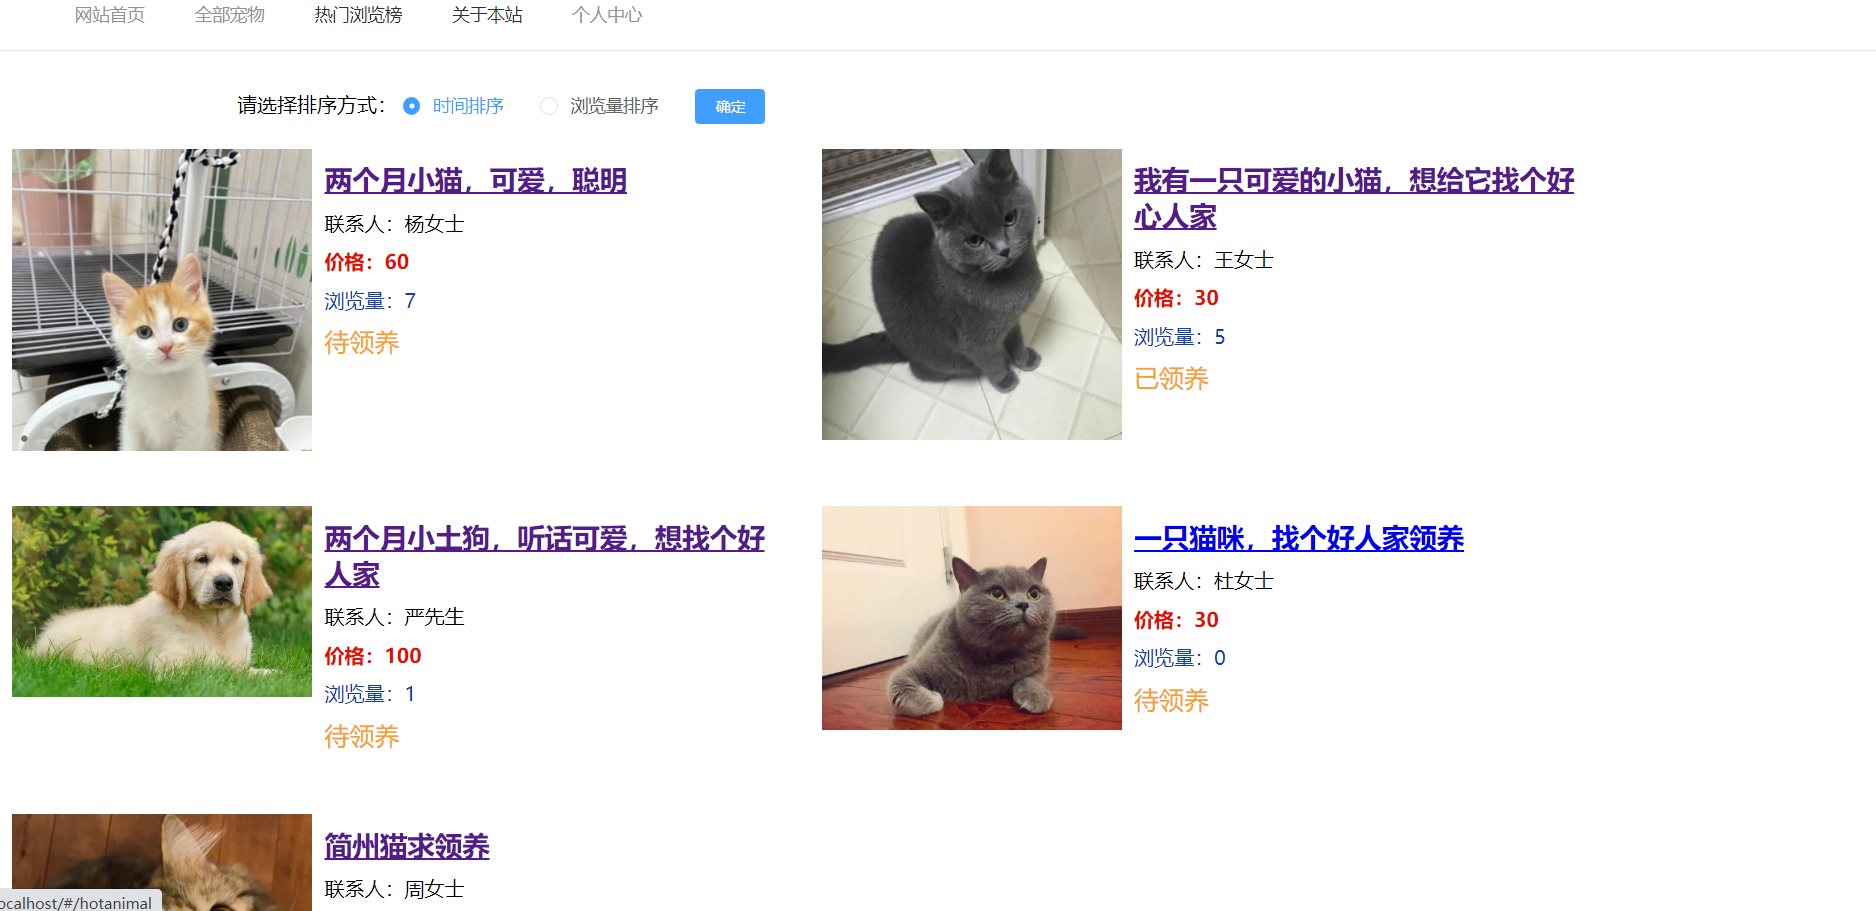 网站首页 全部宠物 热门浏览榜 关于本站 个人中心
请选择排序方式： 时间排序 浏览量排序 确定
两个月小猫，可爱，聪明
联系人：杨女士
价格：60
浏览量：7
待领养
我有一只可爱的小猫，想给它找个好
心人家
联系人：王女士
价格：30
浏览量：5
已领养
两个月小土狗，听话可爱，想找个好
人家
联系人：严先生
价格：100
浏览量：1
待领养
一只猫咪，找个好人家领养
联系人：杜女士
价格：30
浏览量：0
待领养
简州猫求领养
联系人：周女士
ocalhost/#/hotanimal